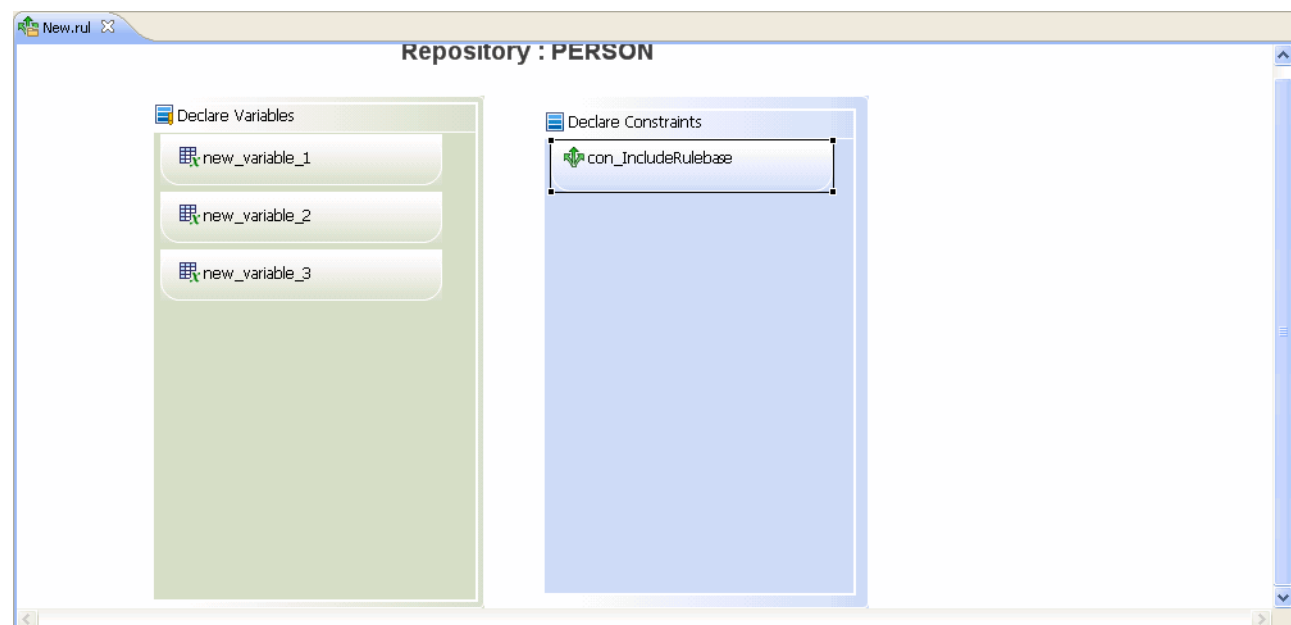 New.rul
Repository : PERSON
Declare Variables
new_variable_1
new_variable_2
new_variable_3
Declare Constraints
con_IncludeRulebase